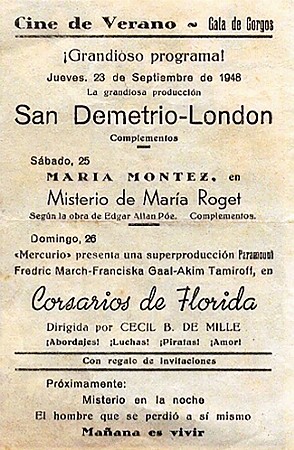 Cine de Verano ~ Gata de Gorgos
¡Grandioso programa!
Jueves. 23 de Septiembre de 1948
La grandiosa producción
San Demetrio-London
Complementos
Sábado, 25
MARIA MONTEZ, en
Misterio de María Roget
Según la obra de Edgar Allan Póe. Complementos.
Domingo, 26
«Mercurio» presenta una superproducción Paramount
Fredric March-Franciska Gaal-Akim Tamiroff, en
Corsarios de Florida
Dirigida por CECIL B. DE MILLE
¡Abordajes! ¡Luchas! ¡Piratas! ¡Amor!
Con regalo de invitaciones
Próximamente:
Misterio en la noche
El hombre que se perdió a sí mismo
Mañana es vivir